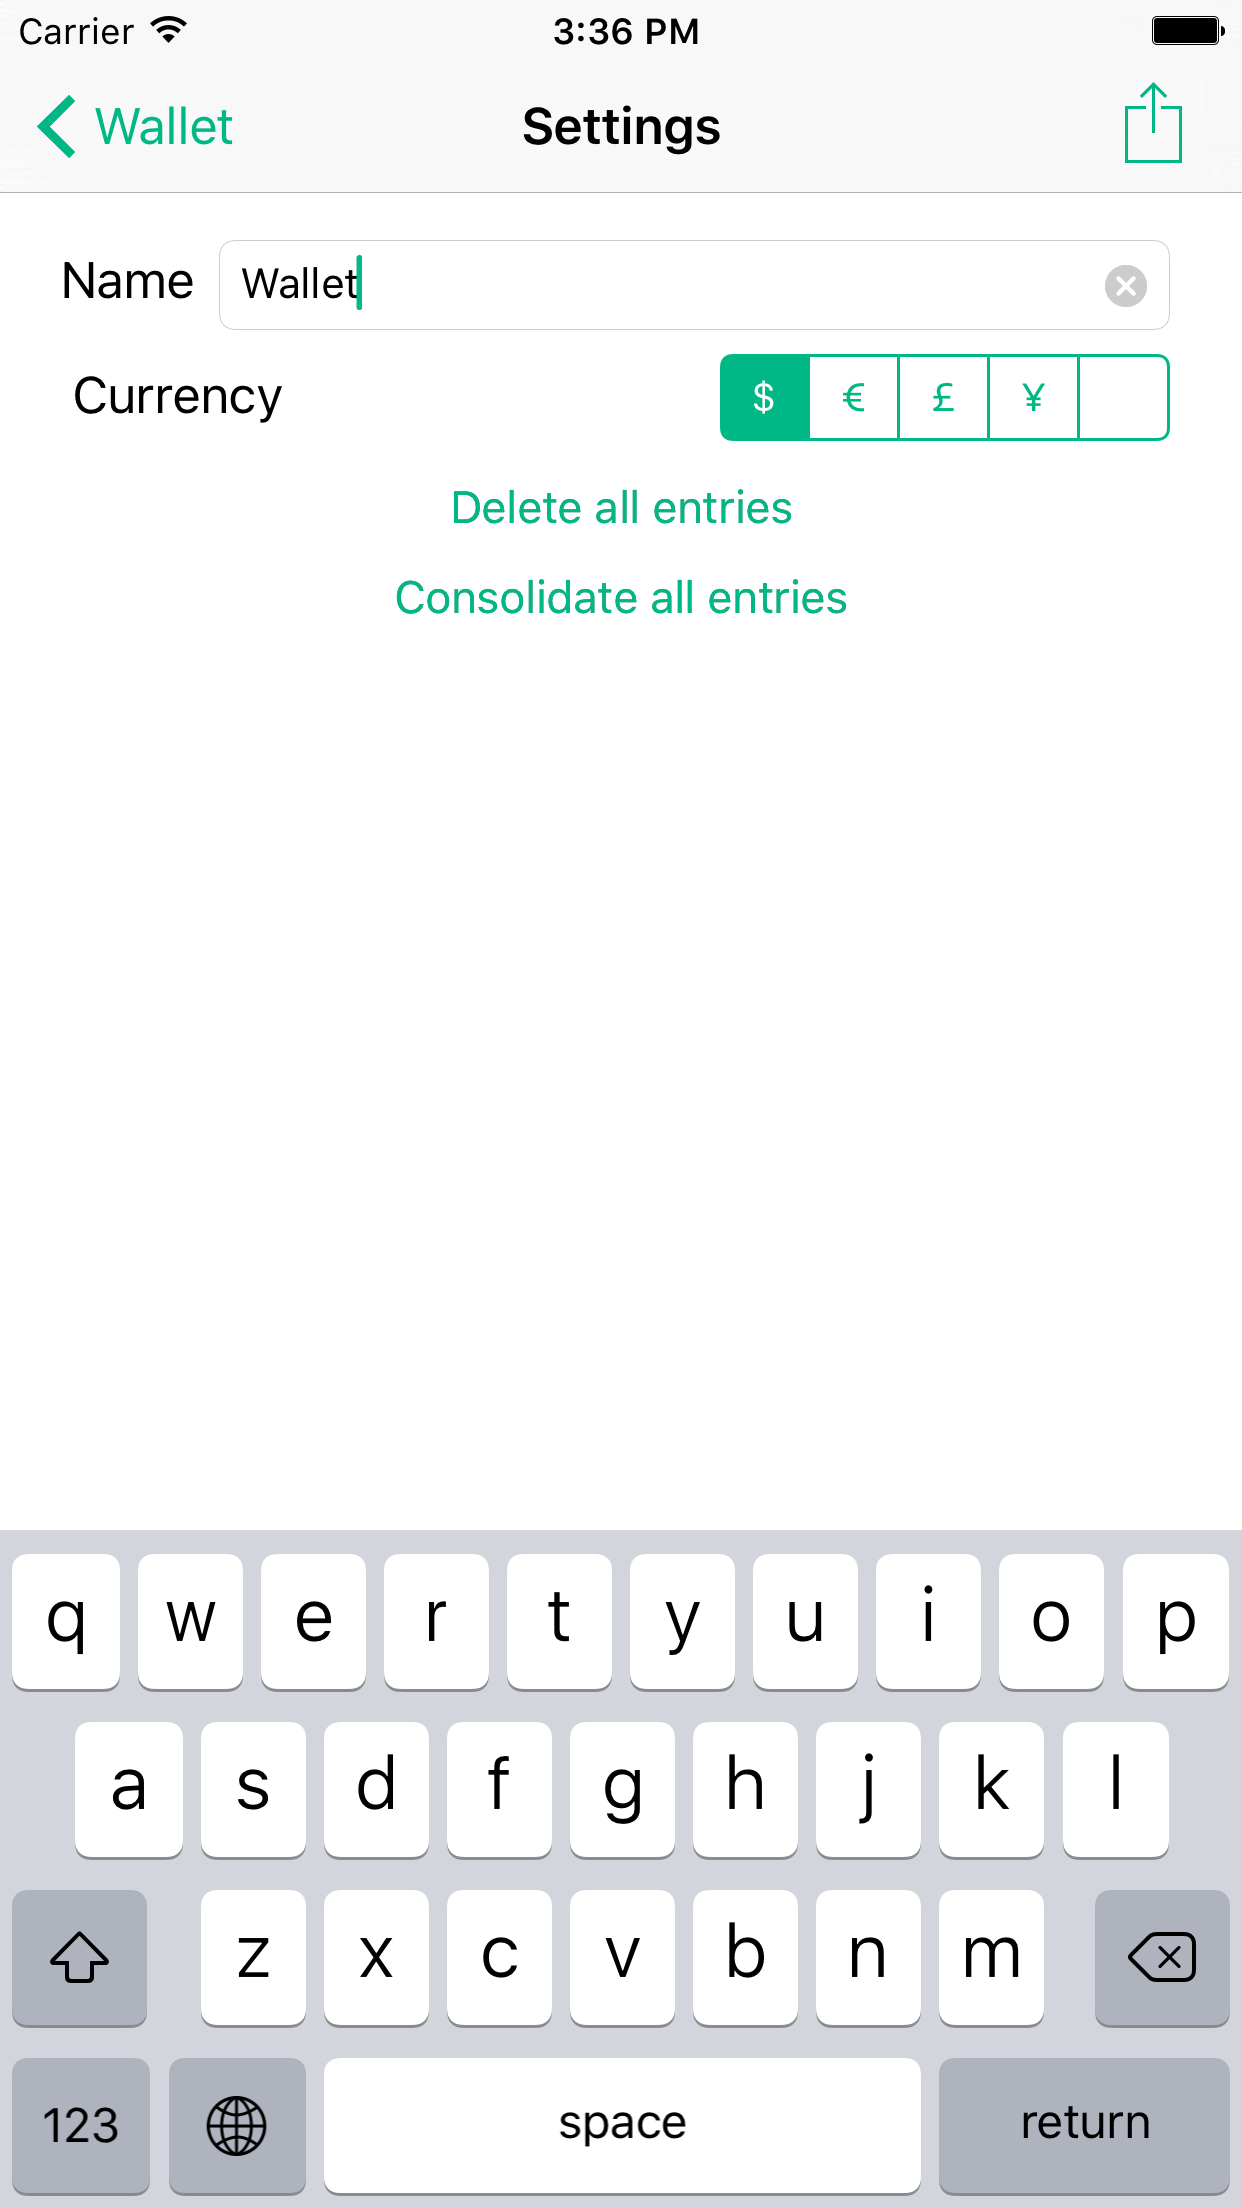 Carrier 3:36 PM
Wallet Settings
Name Wallet
Currency $ € £ ¥
Delete all entries
Consolidate all entries
q w e r t y u i o p
a s d f g h j k l
z x c v b n m
123 space return